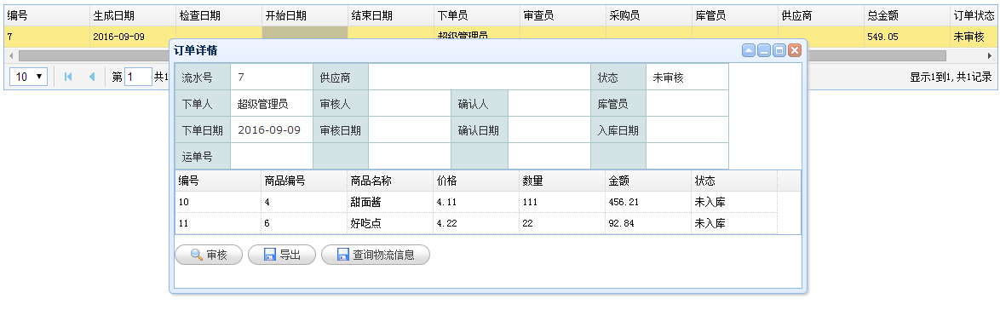 编号 生成日期 检查日期 开始日期 结束日期 下单员 审查员 采购员 库管员 供应商 总金额 订单状态
7 2016-09-09 超级管理员 549.05 未审核
10 第 1 共1 显示1到1,共1记录
订单详情
流水号 7 供应商 状态 未审核
下单人 超级管理员 审核人 确认人 库管员
下单日期 2016-09-09 审核日期 确认日期 入库日期
运单号
编号 商品编号 商品名称 价格 数量 金额 状态
10 4 甜面酱 4.11 111 456.21 未入库
11 6 好吃点 4.22 22 92.84 未入库
审核 导出 查询物流信息